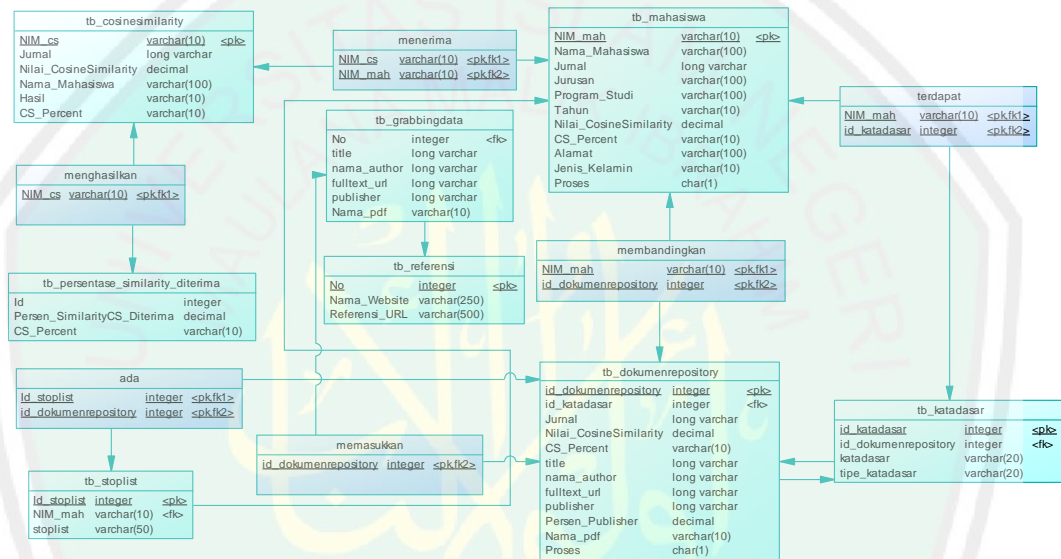 tb_cosinesimilarity
NIM_cs varchar(10) <pk>
Jurnal long varchar
Nilai_CosineSimilarity decimal
Nama_Mahasiswa varchar(100)
Hasil varchar(10)
CS_Percent varchar(10)
menerima
NIM_cs varchar(10) <pk,fk1>
NIM_mah varchar(10) <pk,fk2>
tb_mahasiswa
NIM_mah varchar(10) <pk>
Nama_Mahasiswa varchar(100)
Jurnal long varchar
Jurusan varchar(100)
Program_Studi varchar(100)
Tahun varchar(10)
Nilai_CosineSimilarity decimal
CS_Percent varchar(10)
Alamat varchar(100)
Jenis_Kelamin varchar(10)
Proses char(1)
terdapat
NIM_mah varchar(10) <pk,fk1>
id_katadasar integer <pk,fk2>
tb_grabbingdata
No integer <fk>
title long varchar
nama_author long varchar
fulltext_url long varchar
publisher long varchar
Nama_pdf varchar(10)
menghasilkan
NIM_cs varchar(10) <pk,fk1>
tb_referensi
No integer <pk>
Nama_Website varchar(250)
Referensi_URL varchar(500)
membandingkan
NIM_mah varchar(10) <pk,fk1>
id_dokumenrepository integer <pk,fk2>
tb_persentase_similarity_diterima
Id integer
Persen_SimilarityCS_Diterima decimal
CS_Percent varchar(10)
ada
Id_stoplist integer <pk,fk1>
id_dokumenrepository integer <pk,fk2>
tb_dokumenrepository
id_dokumenrepository integer <pk>
id_katadasar integer <fk>
Jurnal long varchar
Nilai_CosineSimilarity decimal
CS_Percent varchar(10)
title long varchar
nama_author long varchar
fulltext_url long varchar
publisher long varchar
Persen_Publisher decimal
Nama_pdf varchar(10)
Proses char(1)
tb_katadasar
id_katadasar integer <pk>
id_dokumenrepository integer <fk>
katadasar varchar(20)
tipe_katadasar varchar(20)
memasukkan
id_dokumenrepository integer <pk,fk2>
tb_stoplist
Id_stoplist integer <pk>
NIM_mah varchar(10) <fk>
stoplist varchar(50)